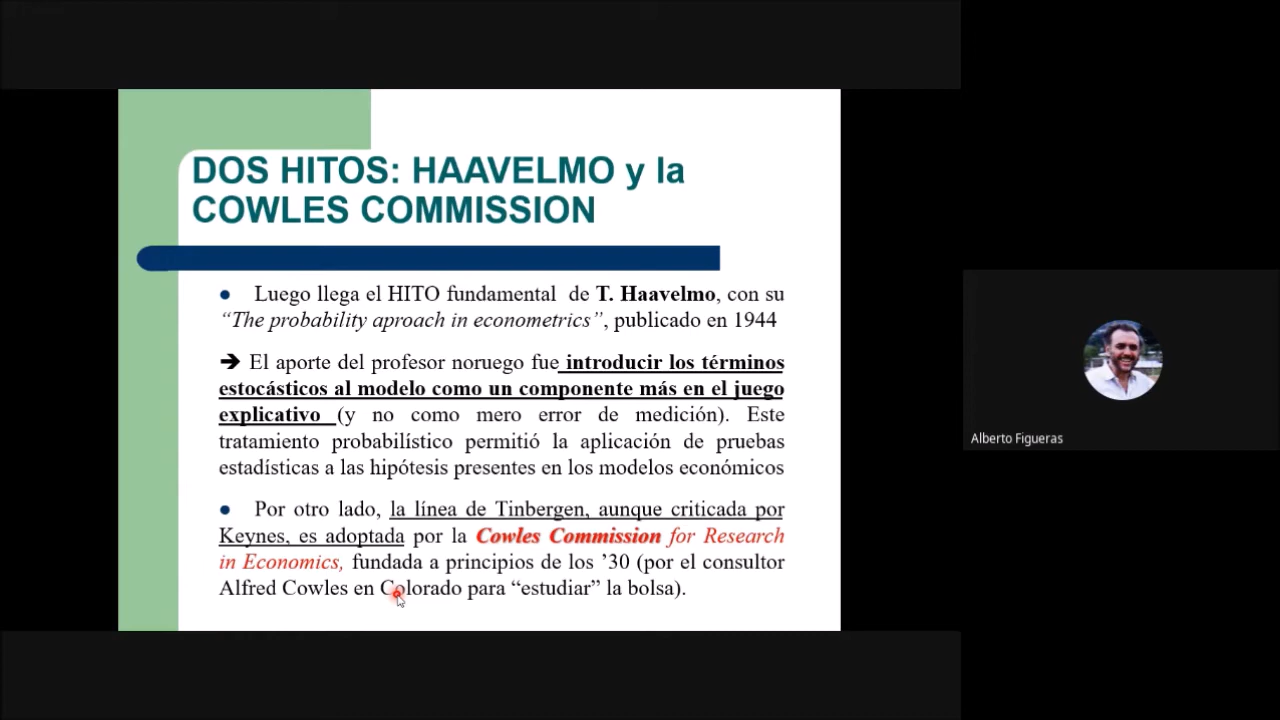 DOS HITOS: HAAVELMO y la
COWLES COMMISSION
● Luego llega el HITO fundamental de T. Haavelmo, con su
“The probability aproach in econometrics”, publicado en 1944
➔ El aporte del profesor noruego fue introducir los términos
estocásticos al modelo como un componente más en el juego
explicativo (y no como mero error de medición). Este
tratamiento probabilístico permitió la aplicación de pruebas
estadísticas a las hipótesis presentes en los modelos económicos
● Por otro lado, la línea de Tinbergen, aunque criticada por
Keynes, es adoptada por la Cowles Commission for Research
in Economics, fundada a principios de los ’30 (por el consultor
Alfred Cowles en Colorado para “estudiar” la bolsa).
Alberto Figueras